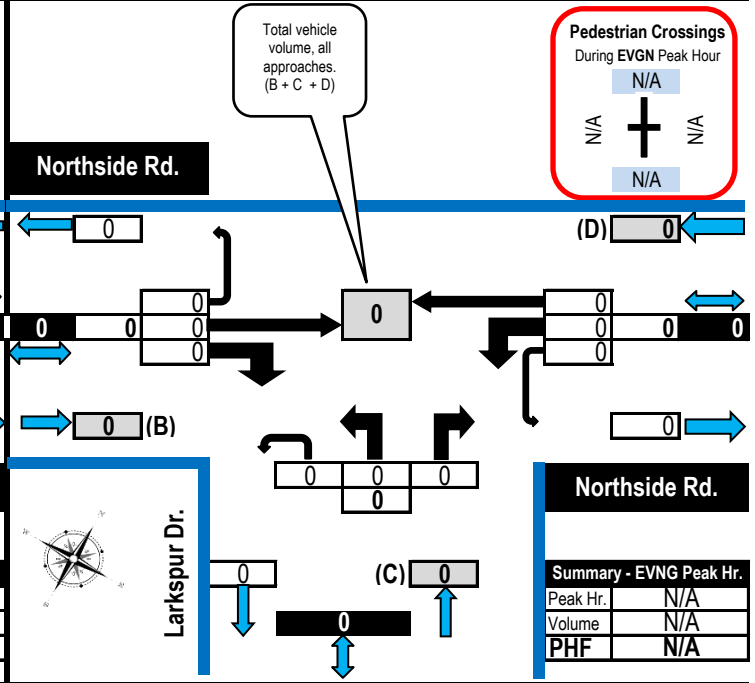 Total vehicle
volume, all
approaches.
(B + C + D)
Pedestrian Crossings
During EVGN Peak Hour
N/A
N/A
N/A
N/A
Northside Rd.
0
(D)
0
0
0
0
0
0
0
0
0
0
0
0
0
0
(B)
0
0
0
0
0
Northside Rd.
Larkspur Dr.
0
(C)
0
0
Summary - EVNG Peak Hr.
Peak Hr.
N/A
Volume
N/A
PHF
N/A